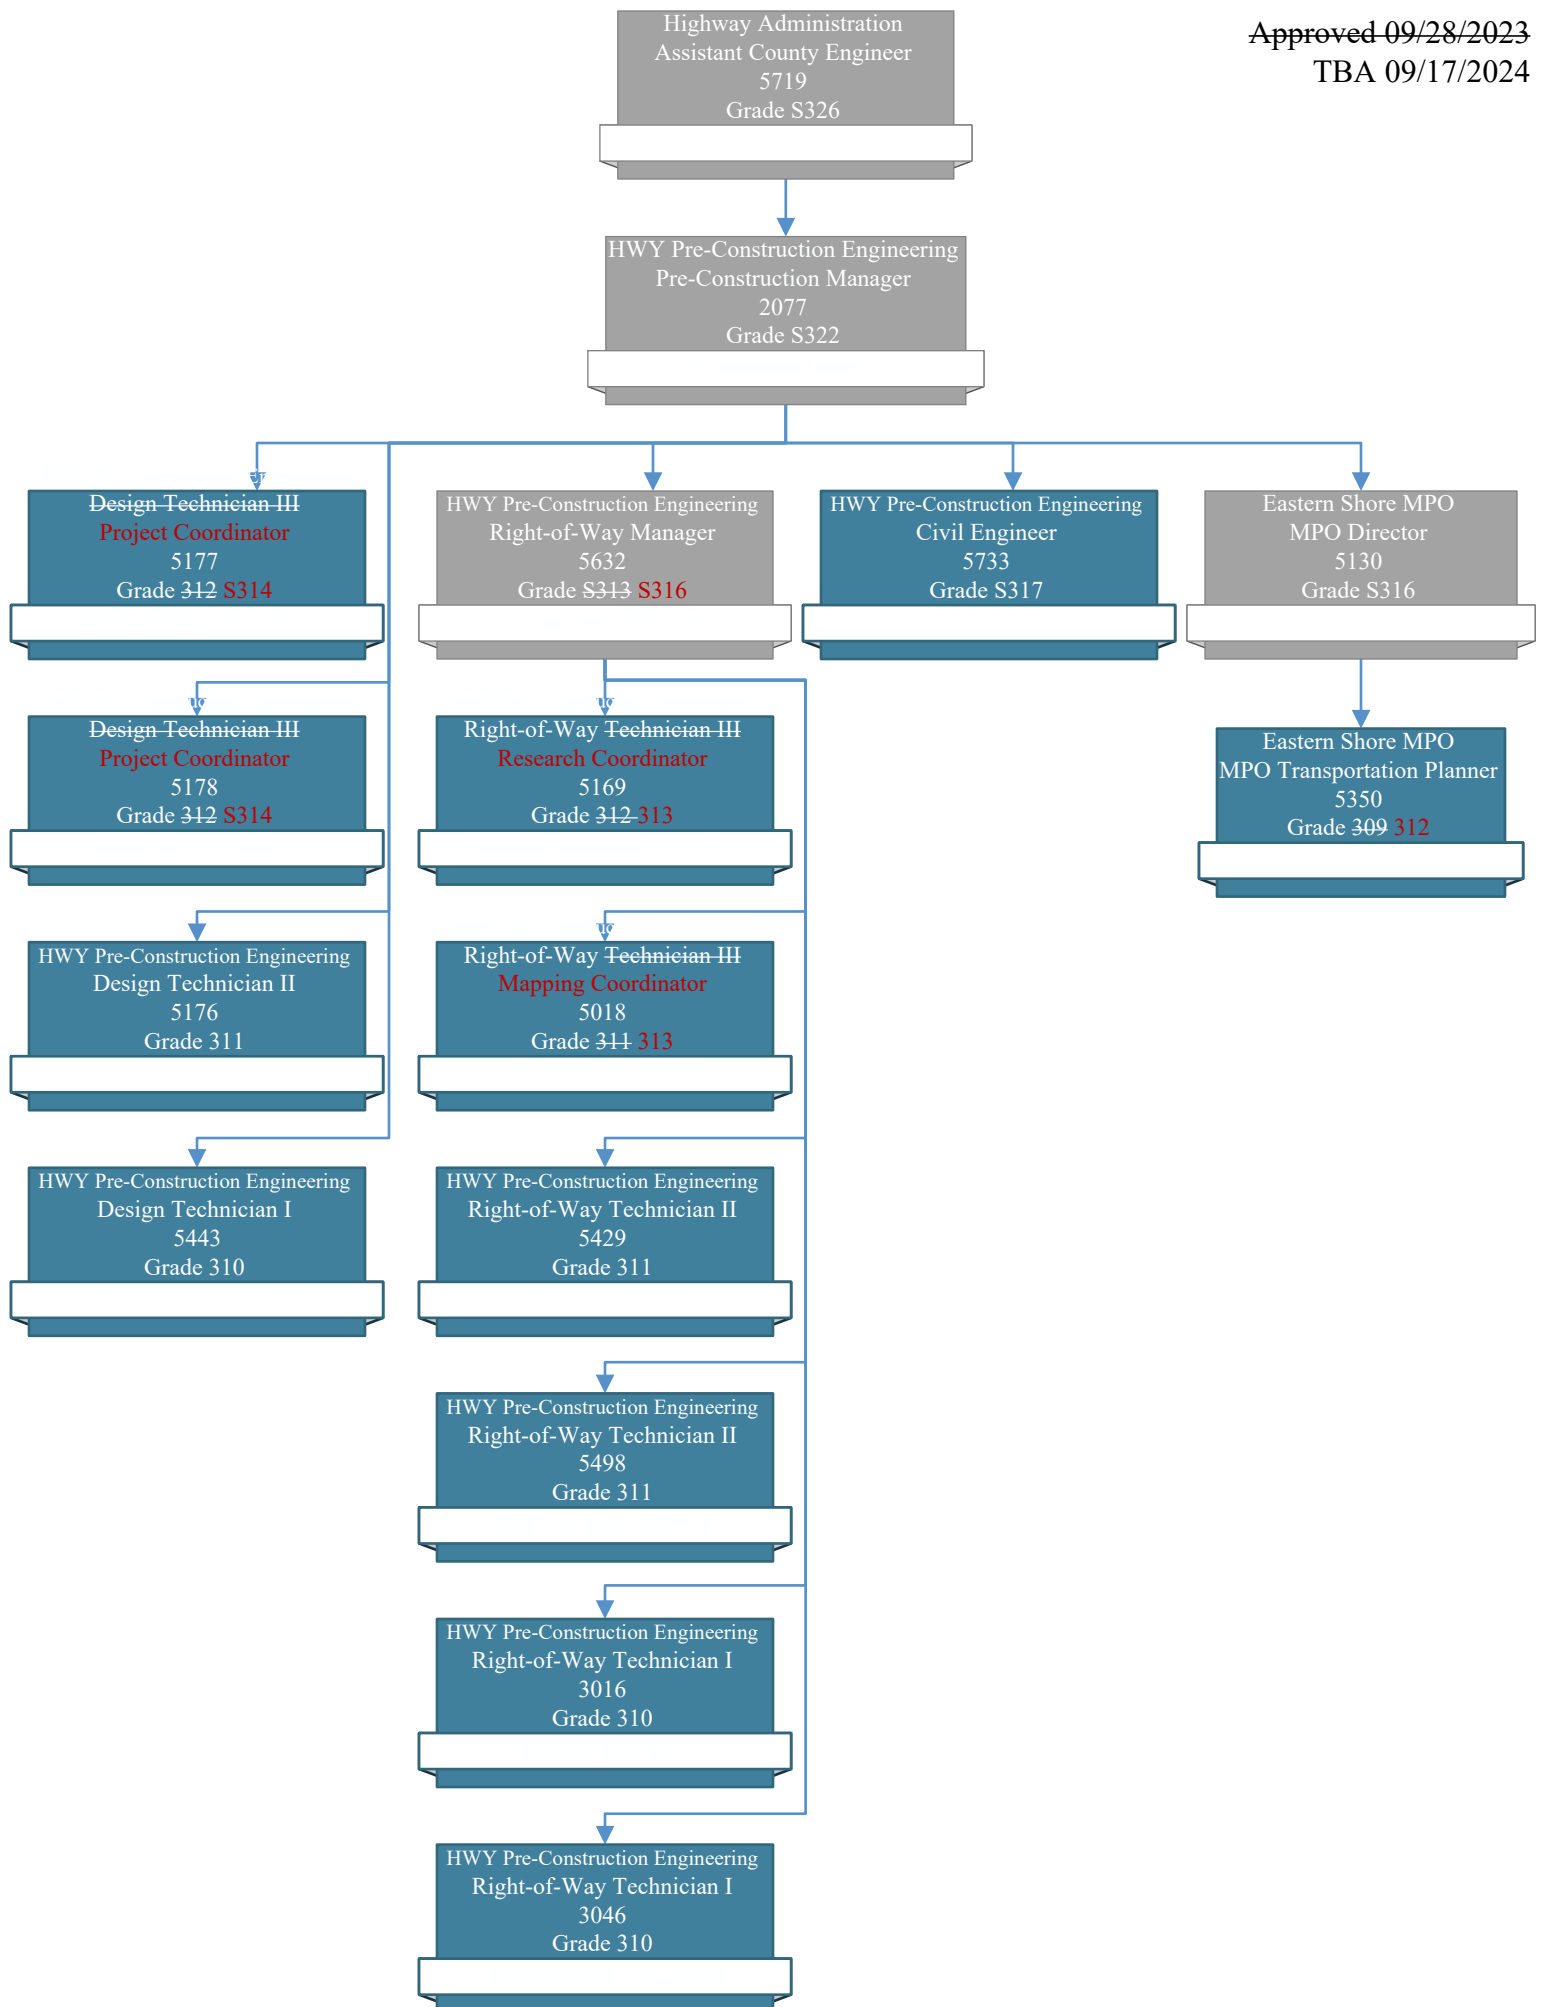 Highway Administration
Assistant County Engineer
5719
Grade S326
Approved 09/28/2023
TBA 09/17/2024
HWY Pre-Construction Engineering
Pre-Construction Manager
2077
Grade S322
Design Technician III
Project Coordinator
5177
Grade 312 S314
HWY Pre-Construction Engineering
Right-of-Way Manager
5632
Grade S313 S316
HWY Pre-Construction Engineering
Civil Engineer
5733
Grade S317
Eastern Shore MPO
MPO Director
5130
Grade S316
Design Technician III
Project Coordinator
5178
Grade 312 S314
Right-of-Way Technician III
Research Coordinator
5169
Grade 312 313
Eastern Shore MPO
MPO Transportation Planner
5350
Grade 309 312
HWY Pre-Construction Engineering
Design Technician II
5176
Grade 311
Right-of-Way Technician III
Mapping Coordinator
5018
Grade 311 313
HWY Pre-Construction Engineering
Design Technician I
5443
Grade 310
HWY Pre-Construction Engineering
Right-of-Way Technician II
5429
Grade 311
HWY Pre-Construction Engineering
Right-of-Way Technician II
5498
Grade 311
HWY Pre-Construction Engineering
Right-of-Way Technician I
3016
Grade 310
HWY Pre-Construction Engineering
Right-of-Way Technician I
3046
Grade 310